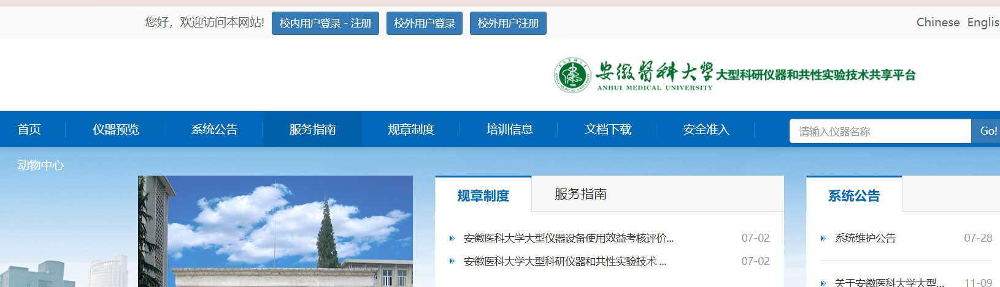 您好，欢迎访问本网站! 校内用户登录 - 注册 校外用户登录 校外用户注册 Chinese Englis
安徽医科大学大型科研仪器和共性实验技术共享平台
ANHUI MEDICAL UNIVERSITY
首页 仪器预览 系统公告 服务指南 规章制度 培训信息 文档下载 安全准入 请输入仪器名称 Go!
动物中心
规章制度 服务指南 系统公告
安徽医科大学大型仪器设备使用效益考核评价... 07-02 系统维护公告 07-28
安徽医科大学大型科研仪器和共性实验技术 ... 07-02
关于安徽医科大学大型... 11-09